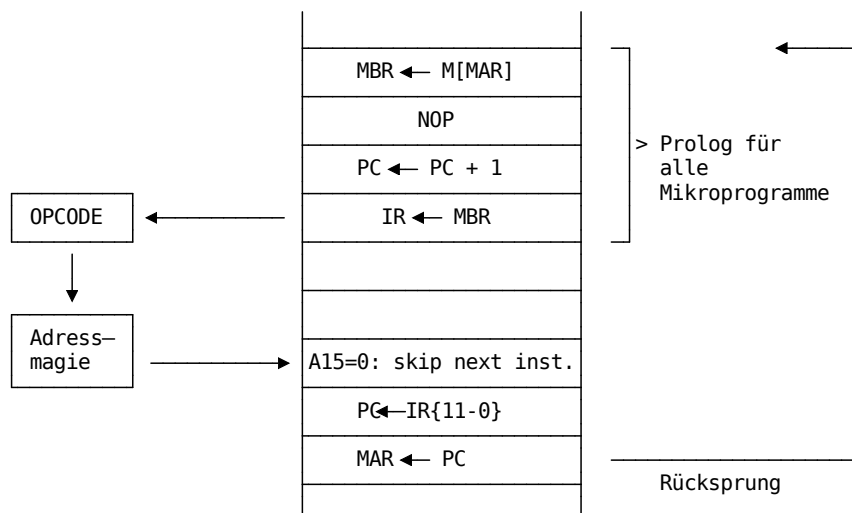 MBR ← M[MAR]
NOP
PC ← PC + 1
> Prolog für
alle
Mikroprogramme
OPCODE
IR ← MBR
Adress–
magie
A15=0: skip next inst.
PC←IR{11-0}
MAR ← PC
Rücksprung